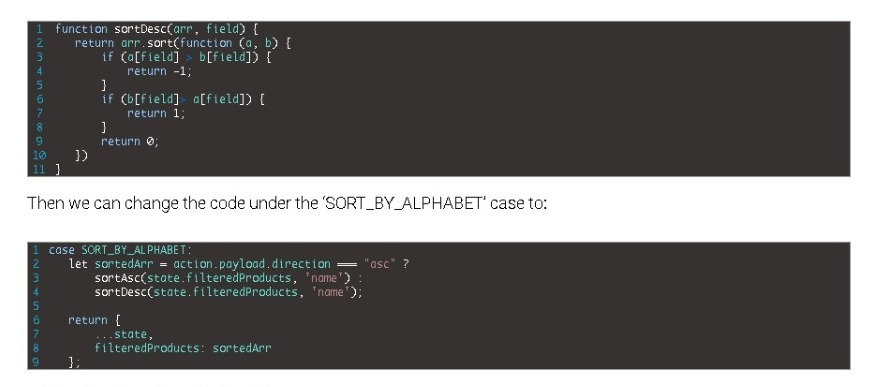 1 function sortDesc(arr, field) {
2 return arr.sort(function (a, b) {
3 if (a[field] > b[field]) {
4 return -1;
5 }
6 if (b[field]> a[field]) {
7 return 1;
8 }
9 return 0;
10 })
11 }
Then we can change the code under the ‘SORT_BY_ALPHABET’ case to:
1 case SORT_BY_ALPHABET:
2 let sortedArr = action.payload.direction === "asc" ?
3 sortAsc(state.filteredProducts, 'name') :
4 sortDesc(state.filteredProducts, 'name');
5
6 return {
7 ...state,
8 filteredProducts: sortedArr
9 };